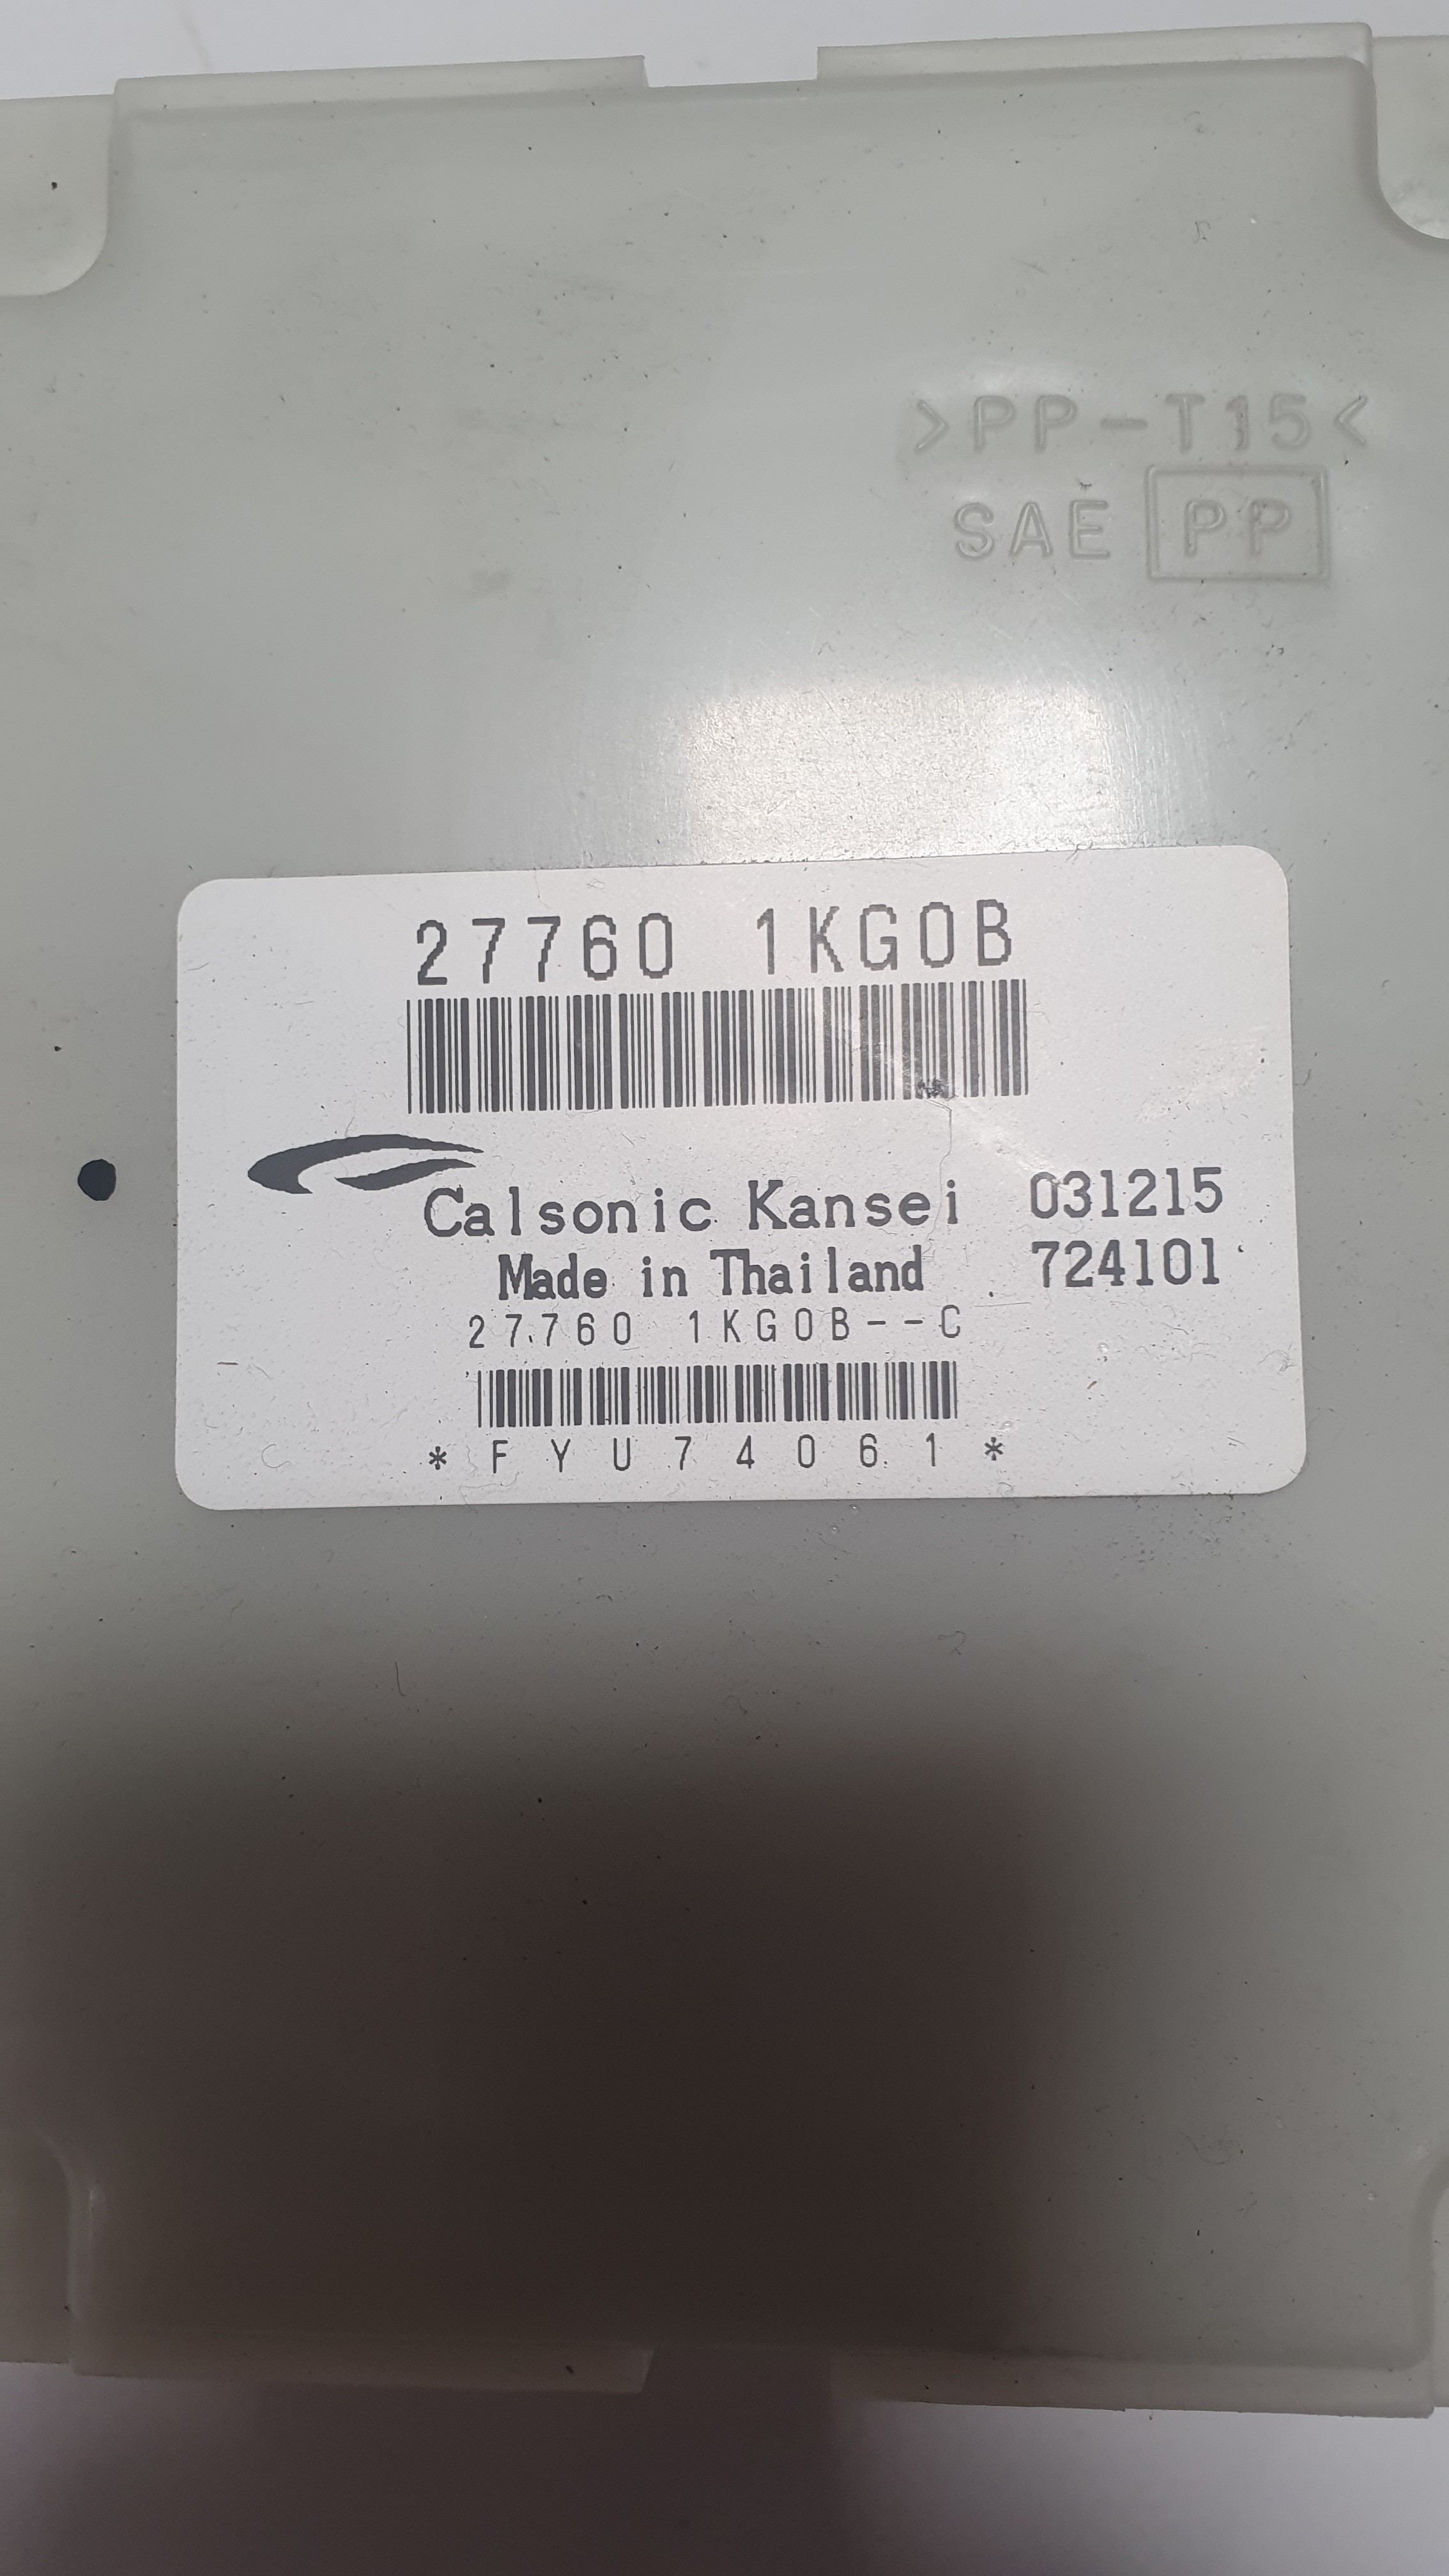 >PP-T15<
SAE PP
27760 1KG0B
Calsonic Kansei 031215
Made in Thailand 724101
27760 1KG0B--C
*FYU74061*